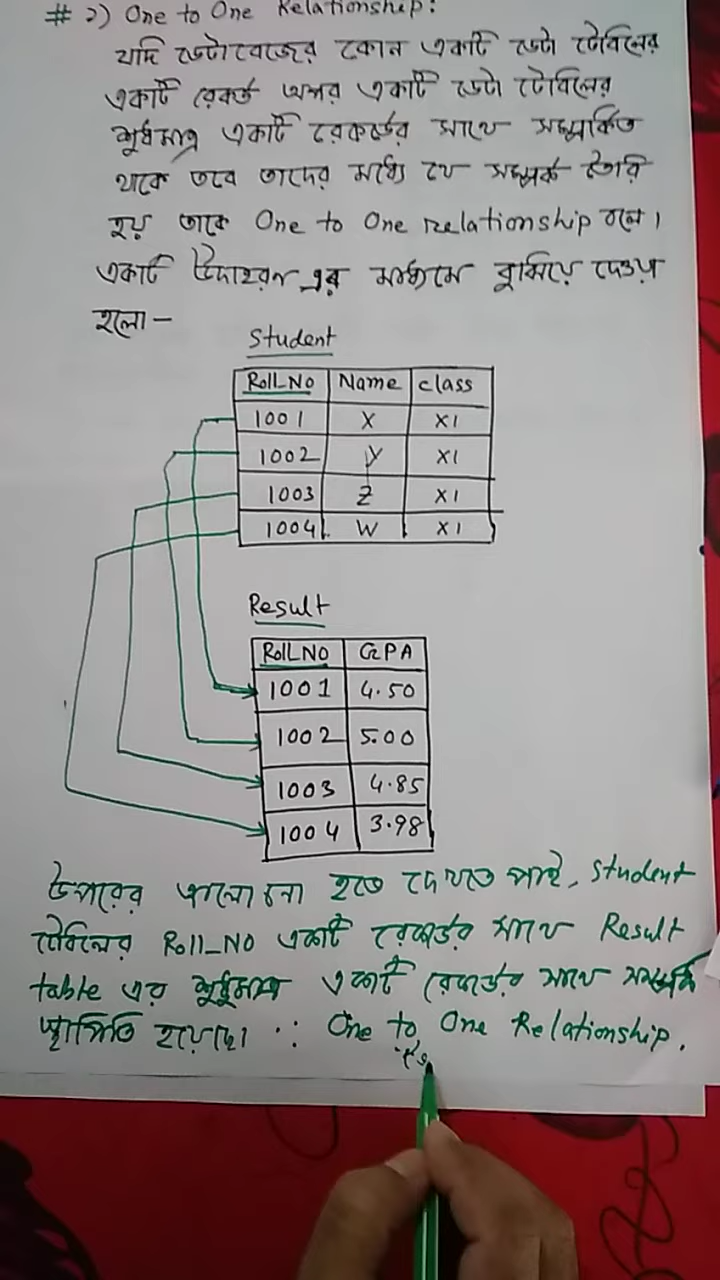 # 2) One to One Relationship:
যদি ডেটাবেজের কোন একটি ডেটা টেবিলের
একটি রেকর্ড অপর একটি ডেটা টেবিলের
শুধুমাত্র একটি রেকর্ডের সাথে সম্পর্কিত
থাকে তবে তাদের মধ্যে যে সম্পর্ক তৈরি
হয় তাকে One to One Relationship বলে।
একটি উদাহরন এর মাধ্যমে বুঝিয়ে দেওয়া
হলো -
Student
Roll_No Name class
1001 X XI
1002 Y XI
1003 Z XI
1004 W XI
Result
Roll_No GPA
1001 4.50
1002 5.00
1003 4.85
1004 3.98
উপরের আলোচনা হতে দেখতে পাই, Student
টেবিলের Roll_No একটি রেকর্ডের সাথে Result
table এর শুধুমাত্র একটি রেকর্ডের সাথে সম্পর্ক
স্থাপিত হয়েছে। ∴ One to One Relationship.